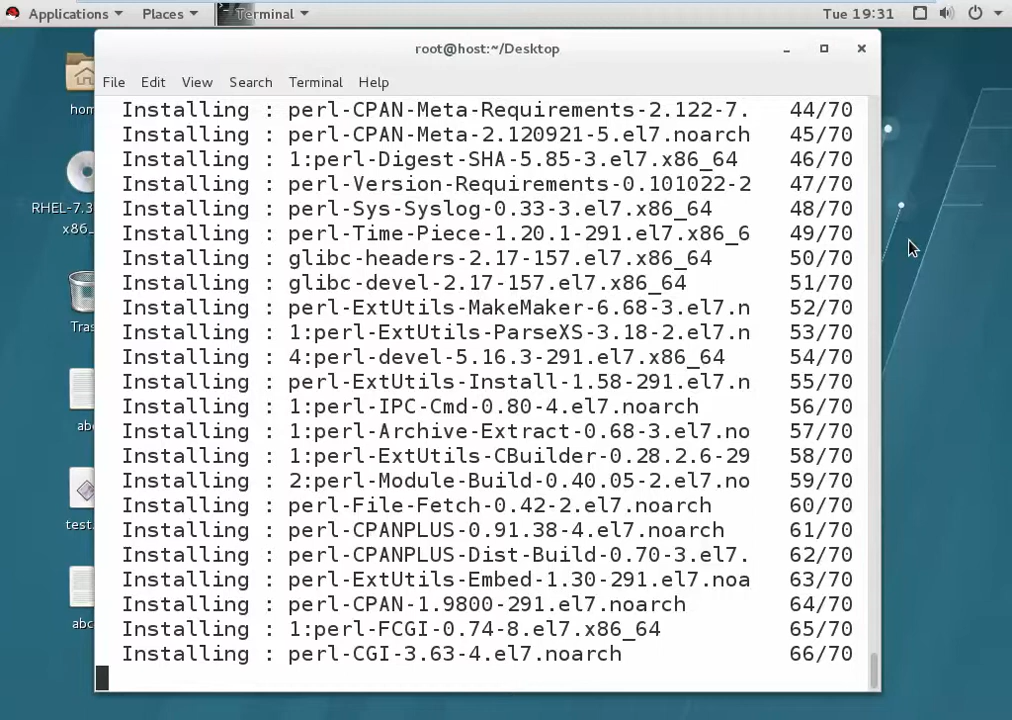 Applications Places Terminal Tue 19:31
root@host:~/Desktop
File Edit View Search Terminal Help
Installing : perl-CPAN-Meta-Requirements-2.122-7. 44/70
Installing : perl-CPAN-Meta-2.120921-5.el7.noarch 45/70
Installing : 1:perl-Digest-SHA-5.85-3.el7.x86_64 46/70
Installing : perl-Version-Requirements-0.101022-2 47/70
Installing : perl-Sys-Syslog-0.33-3.el7.x86_64 48/70
Installing : perl-Time-Piece-1.20.1-291.el7.x86_6 49/70
Installing : glibc-headers-2.17-157.el7.x86_64 50/70
Installing : glibc-devel-2.17-157.el7.x86_64 51/70
Installing : perl-ExtUtils-MakeMaker-6.68-3.el7.n 52/70
Installing : 1:perl-ExtUtils-ParseXS-3.18-2.el7.n 53/70
Installing : 4:perl-devel-5.16.3-291.el7.x86_64 54/70
Installing : perl-ExtUtils-Install-1.58-291.el7.n 55/70
Installing : 1:perl-IPC-Cmd-0.80-4.el7.noarch 56/70
Installing : 1:perl-Archive-Extract-0.68-3.el7.no 57/70
Installing : 1:perl-ExtUtils-CBuilder-0.28.2.6-29 58/70
Installing : 2:perl-Module-Build-0.40.05-2.el7.no 59/70
Installing : perl-File-Fetch-0.42-2.el7.noarch 60/70
Installing : perl-CPANPLUS-0.91.38-4.el7.noarch 61/70
Installing : perl-CPANPLUS-Dist-Build-0.70-3.el7. 62/70
Installing : perl-ExtUtils-Embed-1.30-291.el7.noa 63/70
Installing : perl-CPAN-1.9800-291.el7.noarch 64/70
Installing : 1:perl-FCGI-0.74-8.el7.x86_64 65/70
Installing : perl-CGI-3.63-4.el7.noarch 66/70
hom
RHEL-7.3
x86_
Tras
abc
test.
abc